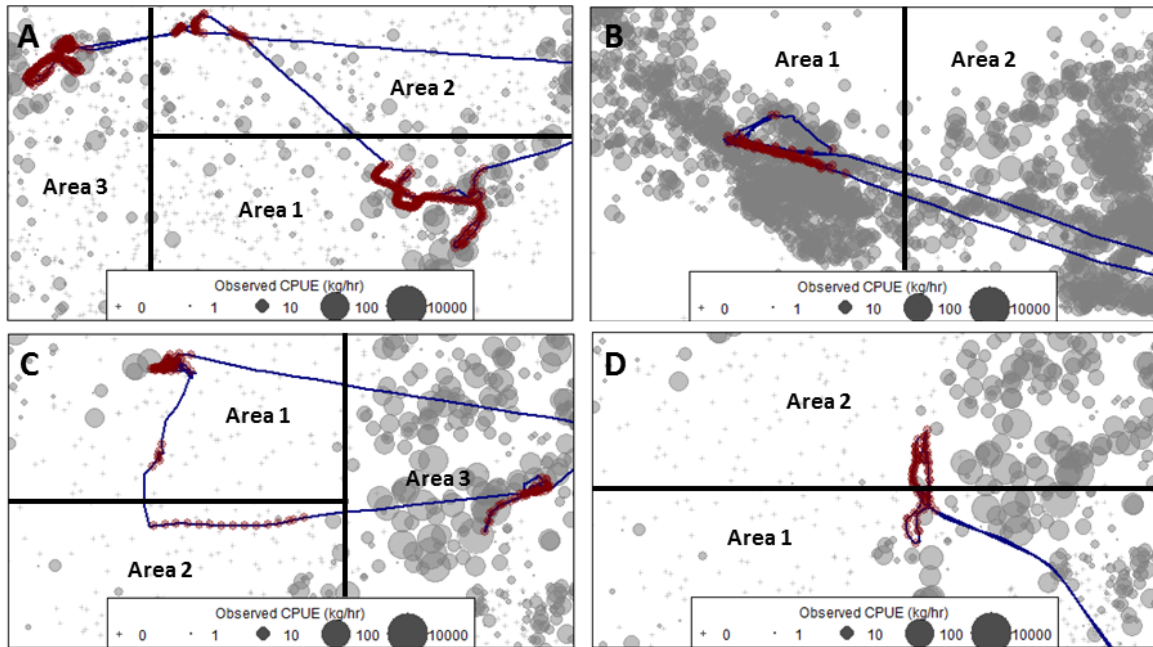 A
Area 2
Area 3
Area 1
Observed CPUE (kg/hr)
+ 0 · 1 10 100 10000
B
Area 1
Area 2
Observed CPUE (kg/hr)
+ 0 · 1 10 100 10000
C
Area 1
Area 3
Area 2
Observed CPUE (kg/hr)
+ 0 · 1 10 100 10000
D
Area 2
Area 1
Observed CPUE (kg/hr)
+ 0 · 1 10 100 10000